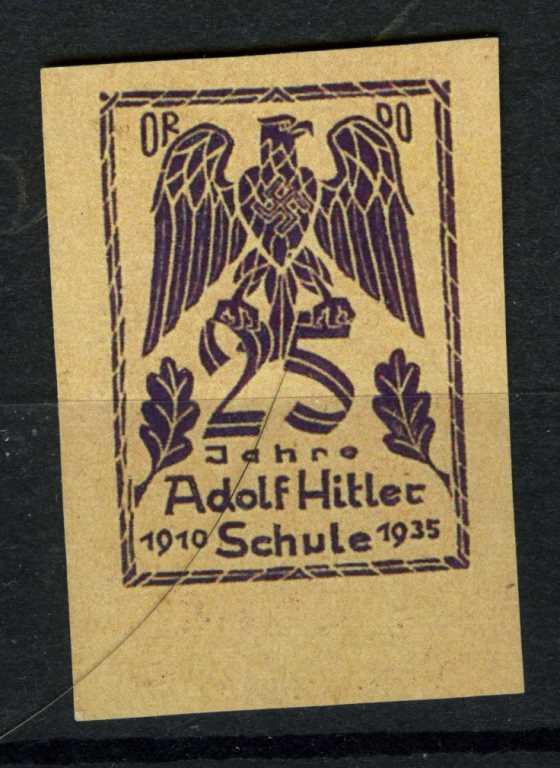 OR DO
25
Jahre
Adolf Hitler
1910 Schule 1935